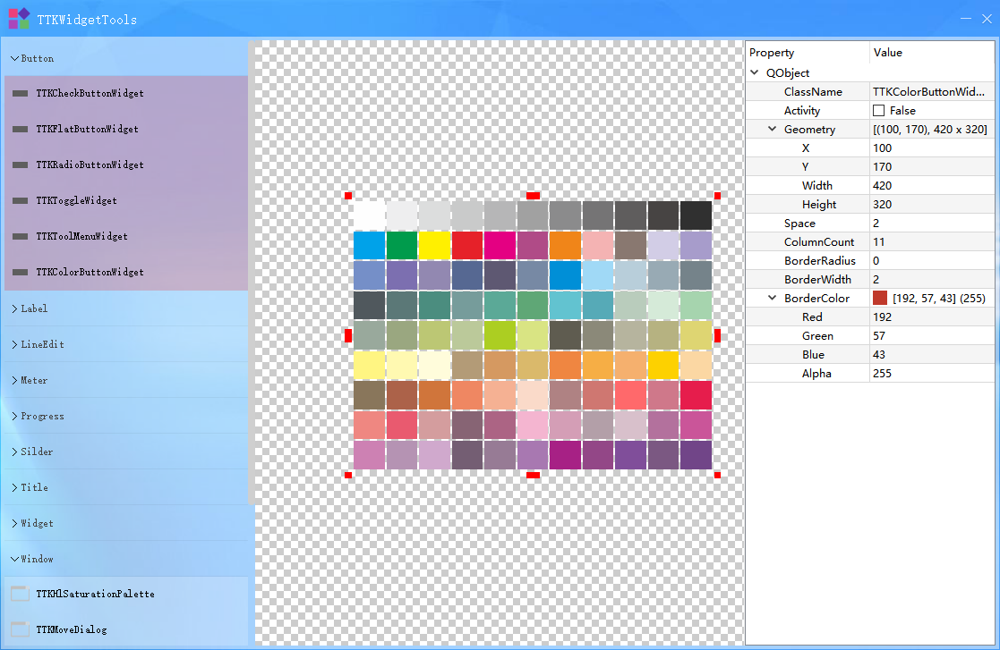 TTKWidgetTools
Button
TTKCheckButtonWidget
TTKFlatButtonWidget
TTKRadioButtonWidget
TTKToggleWidget
TTKToolMenuWidget
TTKColorButtonWidget
Label
LineEdit
Meter
Progress
Silder
Title
Widget
Window
TTKHlSaturationPalette
TTKMoveDialog
Property Value
QObject
ClassName TTKColorButtonWid...
Activity False
Geometry [(100, 170), 420 x 320]
X 100
Y 170
Width 420
Height 320
Space 2
ColumnCount 11
BorderRadius 0
BorderWidth 2
BorderColor [192, 57, 43] (255)
Red 192
Green 57
Blue 43
Alpha 255